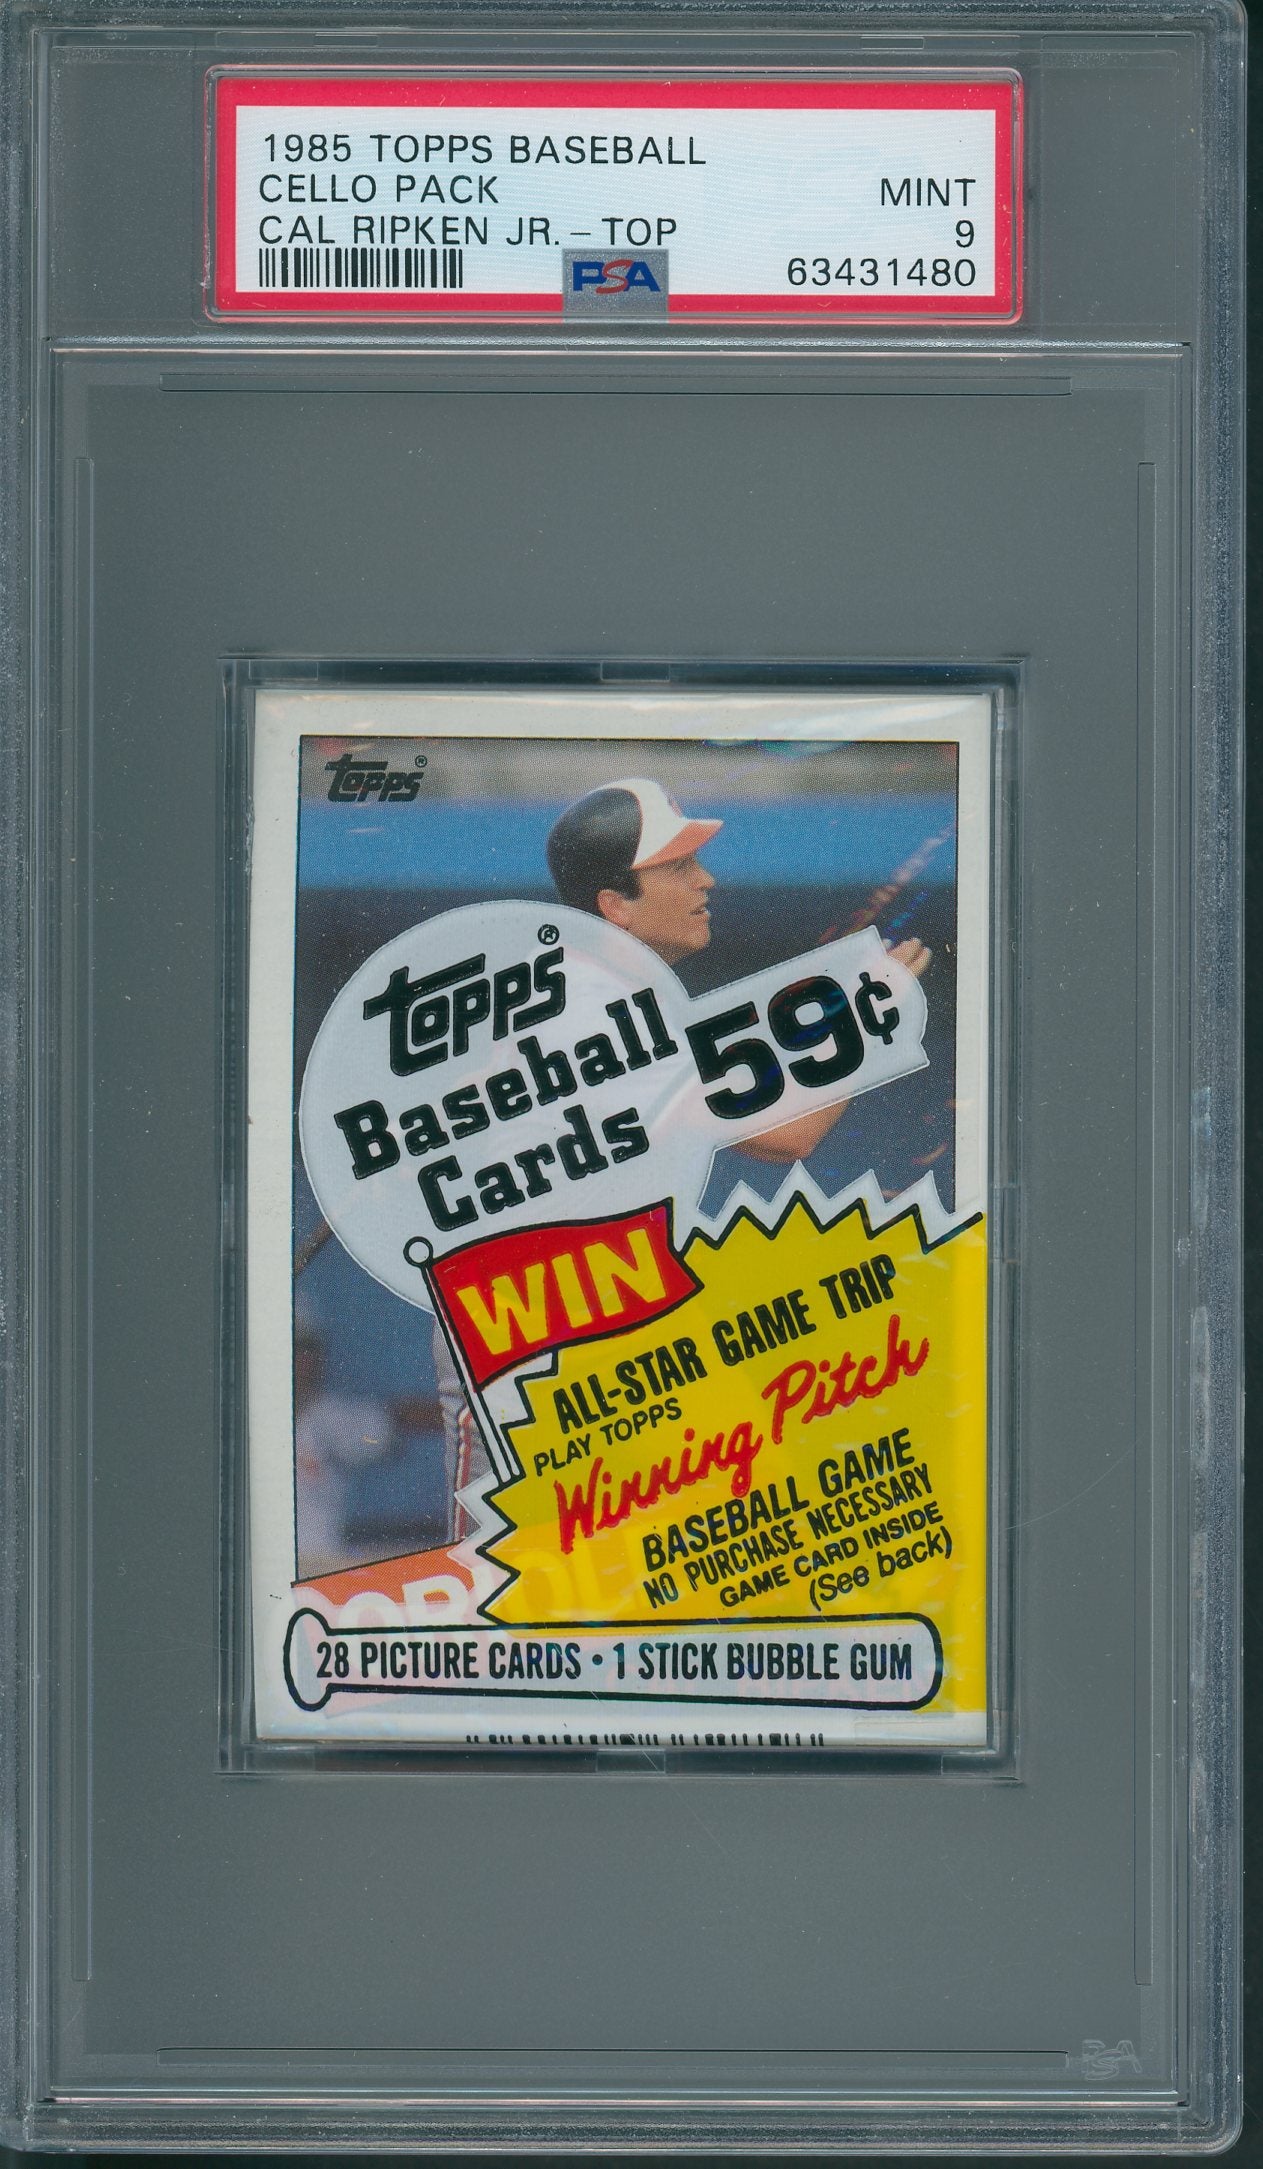 1985 TOPPS BASEBALL
CELLO PACK
MINT
CAL RIPKEN JR. – TOP
9
PSA
63431480
Topps®
Topps®
Baseball
Cards
59¢
WIN
ALL-STAR GAME TRIP
PLAY TOPPS
Winning Pitch
BASEBALL GAME
NO PURCHASE NECESSARY
GAME CARD INSIDE
(See back)
28 PICTURE CARDS • 1 STICK BUBBLE GUM
PSA